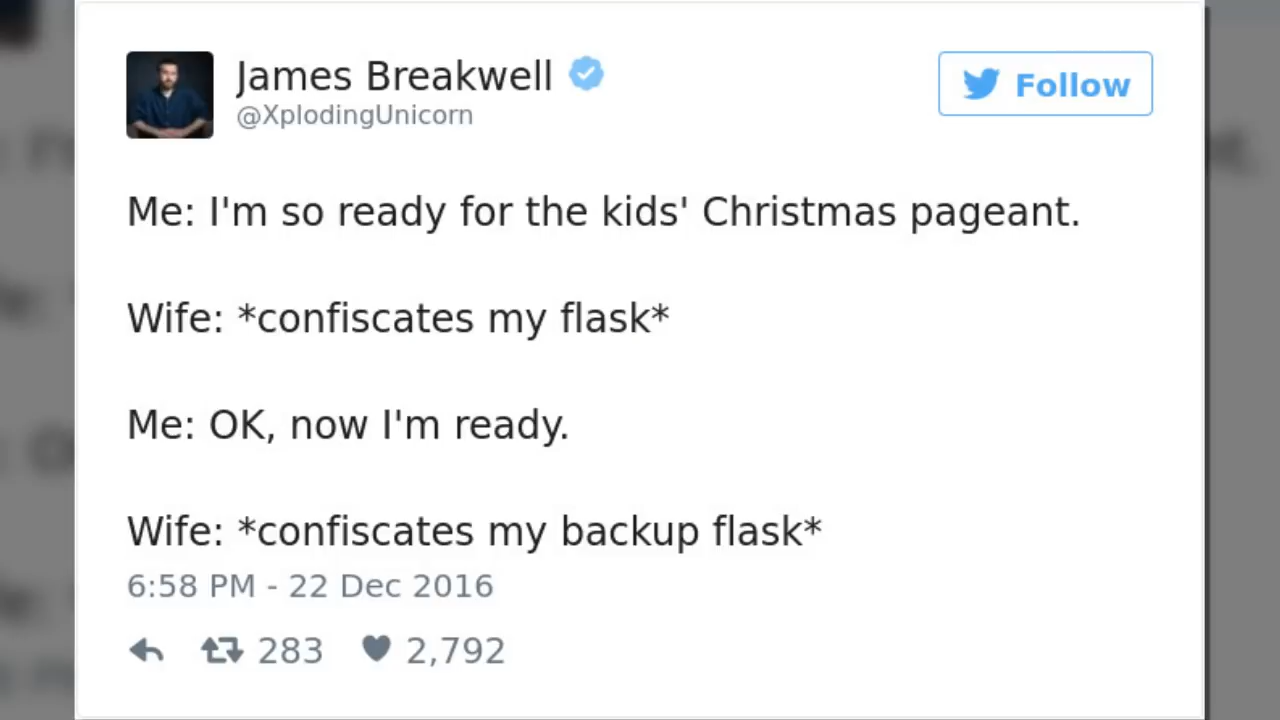 James Breakwell
@XplodingUnicorn
Follow
Me: I'm so ready for the kids' Christmas pageant.
Wife: *confiscates my flask*
Me: OK, now I'm ready.
Wife: *confiscates my backup flask*
6:58 PM - 22 Dec 2016
283 2,792